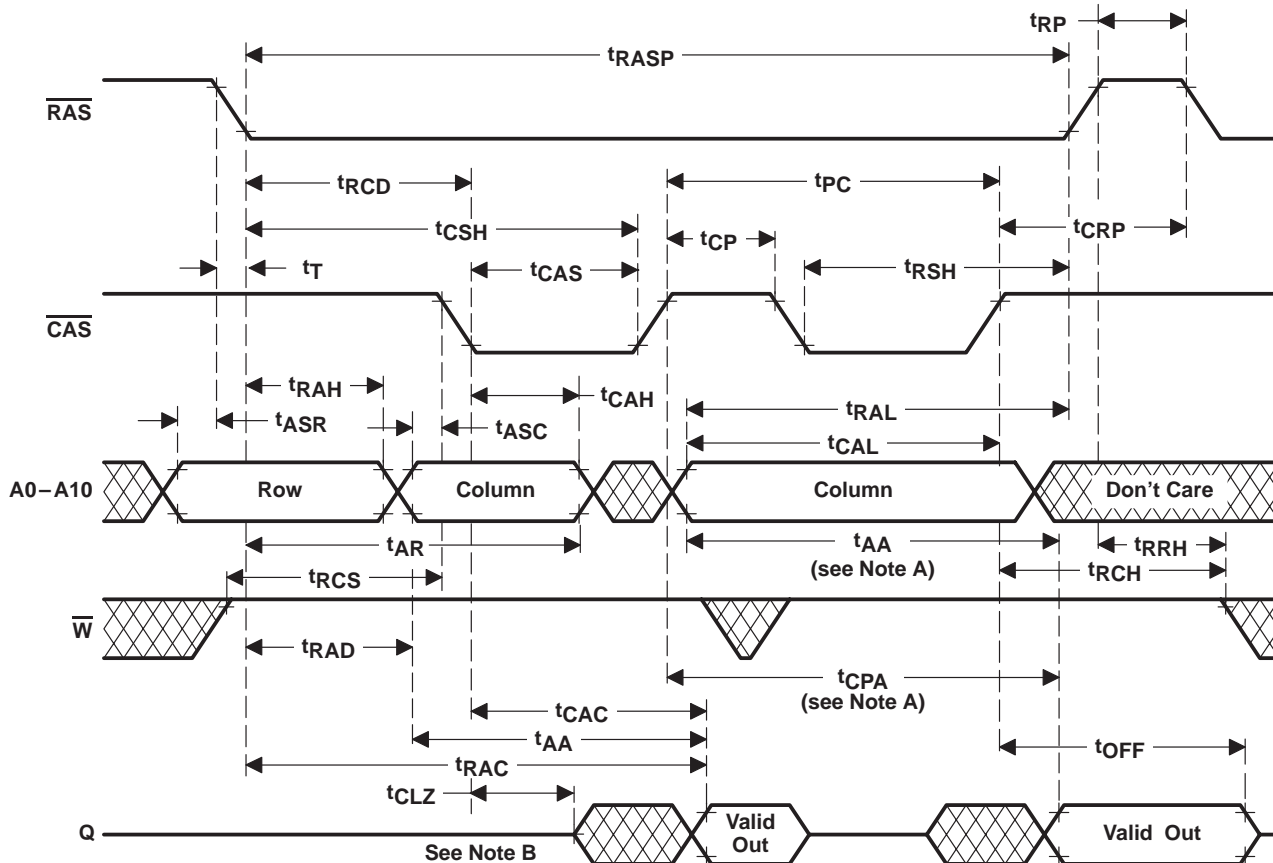 tRP
tRASP
RAS
tRCD
tPC
tCSH
tCP
tCRP
tT
tCAS
tRSH
CAS
tRAH
tCAH
tRAL
tASR
tASC
tCAL
A0–A10
Row
Column
Column
Don't Care
tAR
tAA
(see Note A)
tRRH
tRCS
tRCH
W
tRAD
tCPA
(see Note A)
tCAC
tAA
tOFF
tRAC
tCLZ
Q
See Note B
Valid
Out
Valid Out